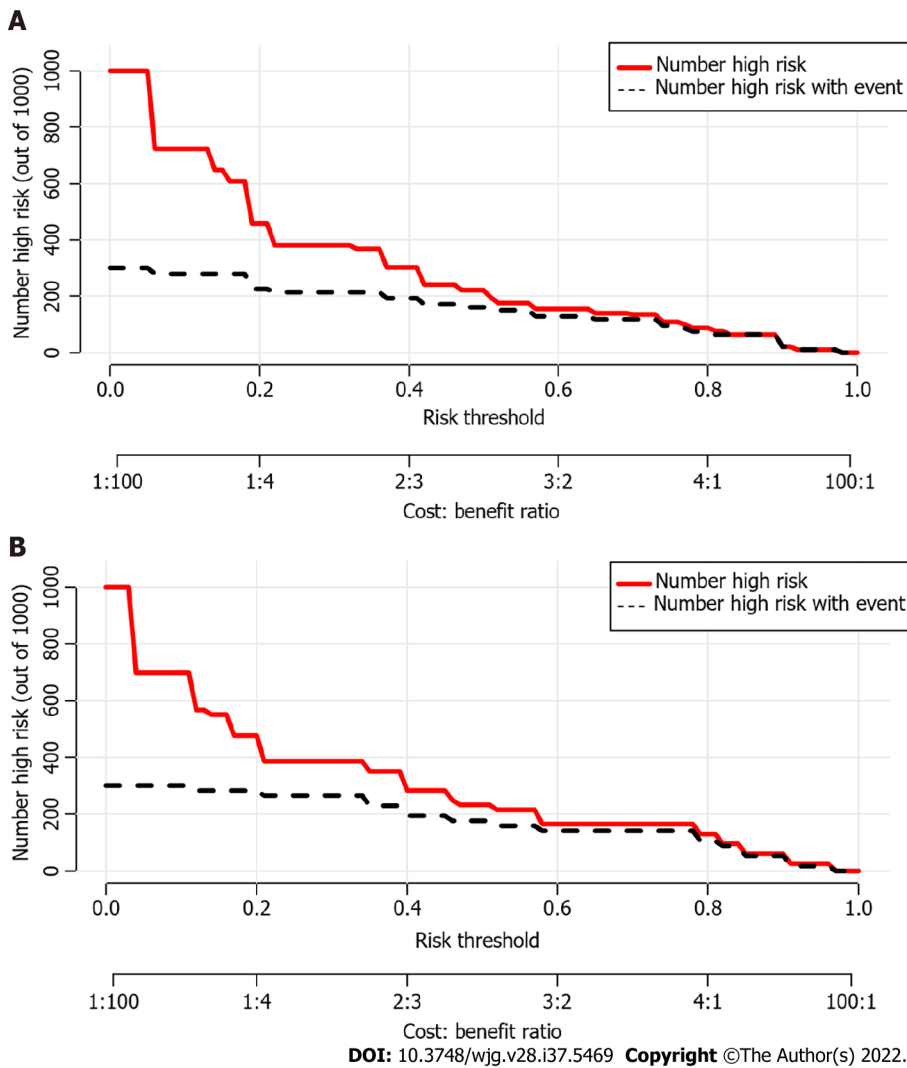 A
Number high risk
Number high risk with event
Number high risk (out of 1000)
1000
800
600
400
200
0
0.0 0.2 0.4 0.6 0.8 1.0
Risk threshold
1:100 1:4 2:3 3:2 4:1 100:1
Cost: benefit ratio
B
Number high risk
Number high risk with event
Number high risk (out of 1000)
1000
800
600
400
200
0
0.0 0.2 0.4 0.6 0.8 1.0
Risk threshold
1:100 1:4 2:3 3:2 4:1 100:1
Cost: benefit ratio
DOI: 10.3748/wjg.v28.i37.5469 Copyright ©The Author(s) 2022.